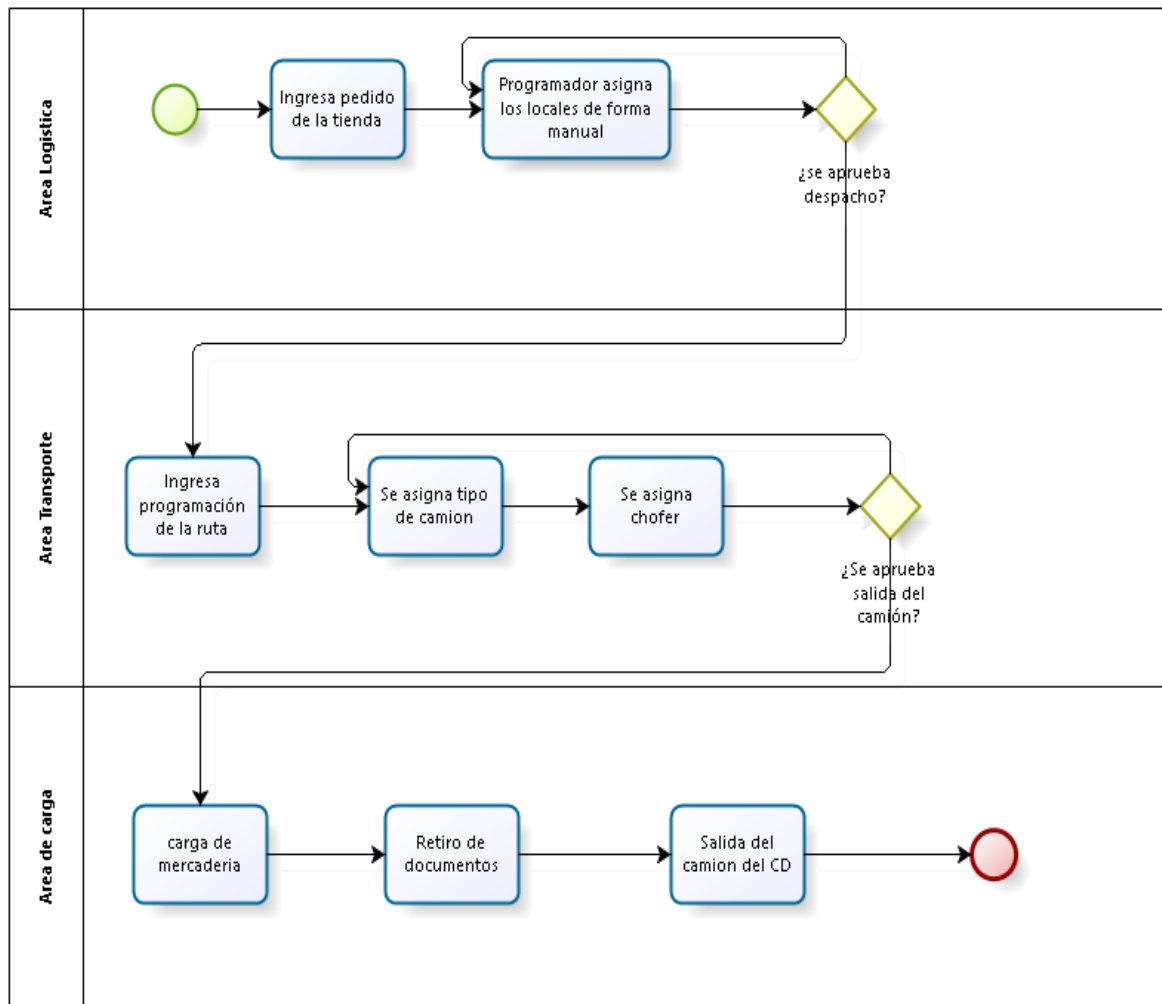 Area Logistica
Ingresa pedido
de la tienda
Programador asigna
los locales de forma
manual
¿se aprueba
despacho?
Area Transporte
Ingresa
programación
de la ruta
Se asigna tipo
de camion
Se asigna
chofer
¿Se aprueba
salida del
camión?
Area de carga
carga de
mercaderia
Retiro de
documentos
Salida del
camion del CD